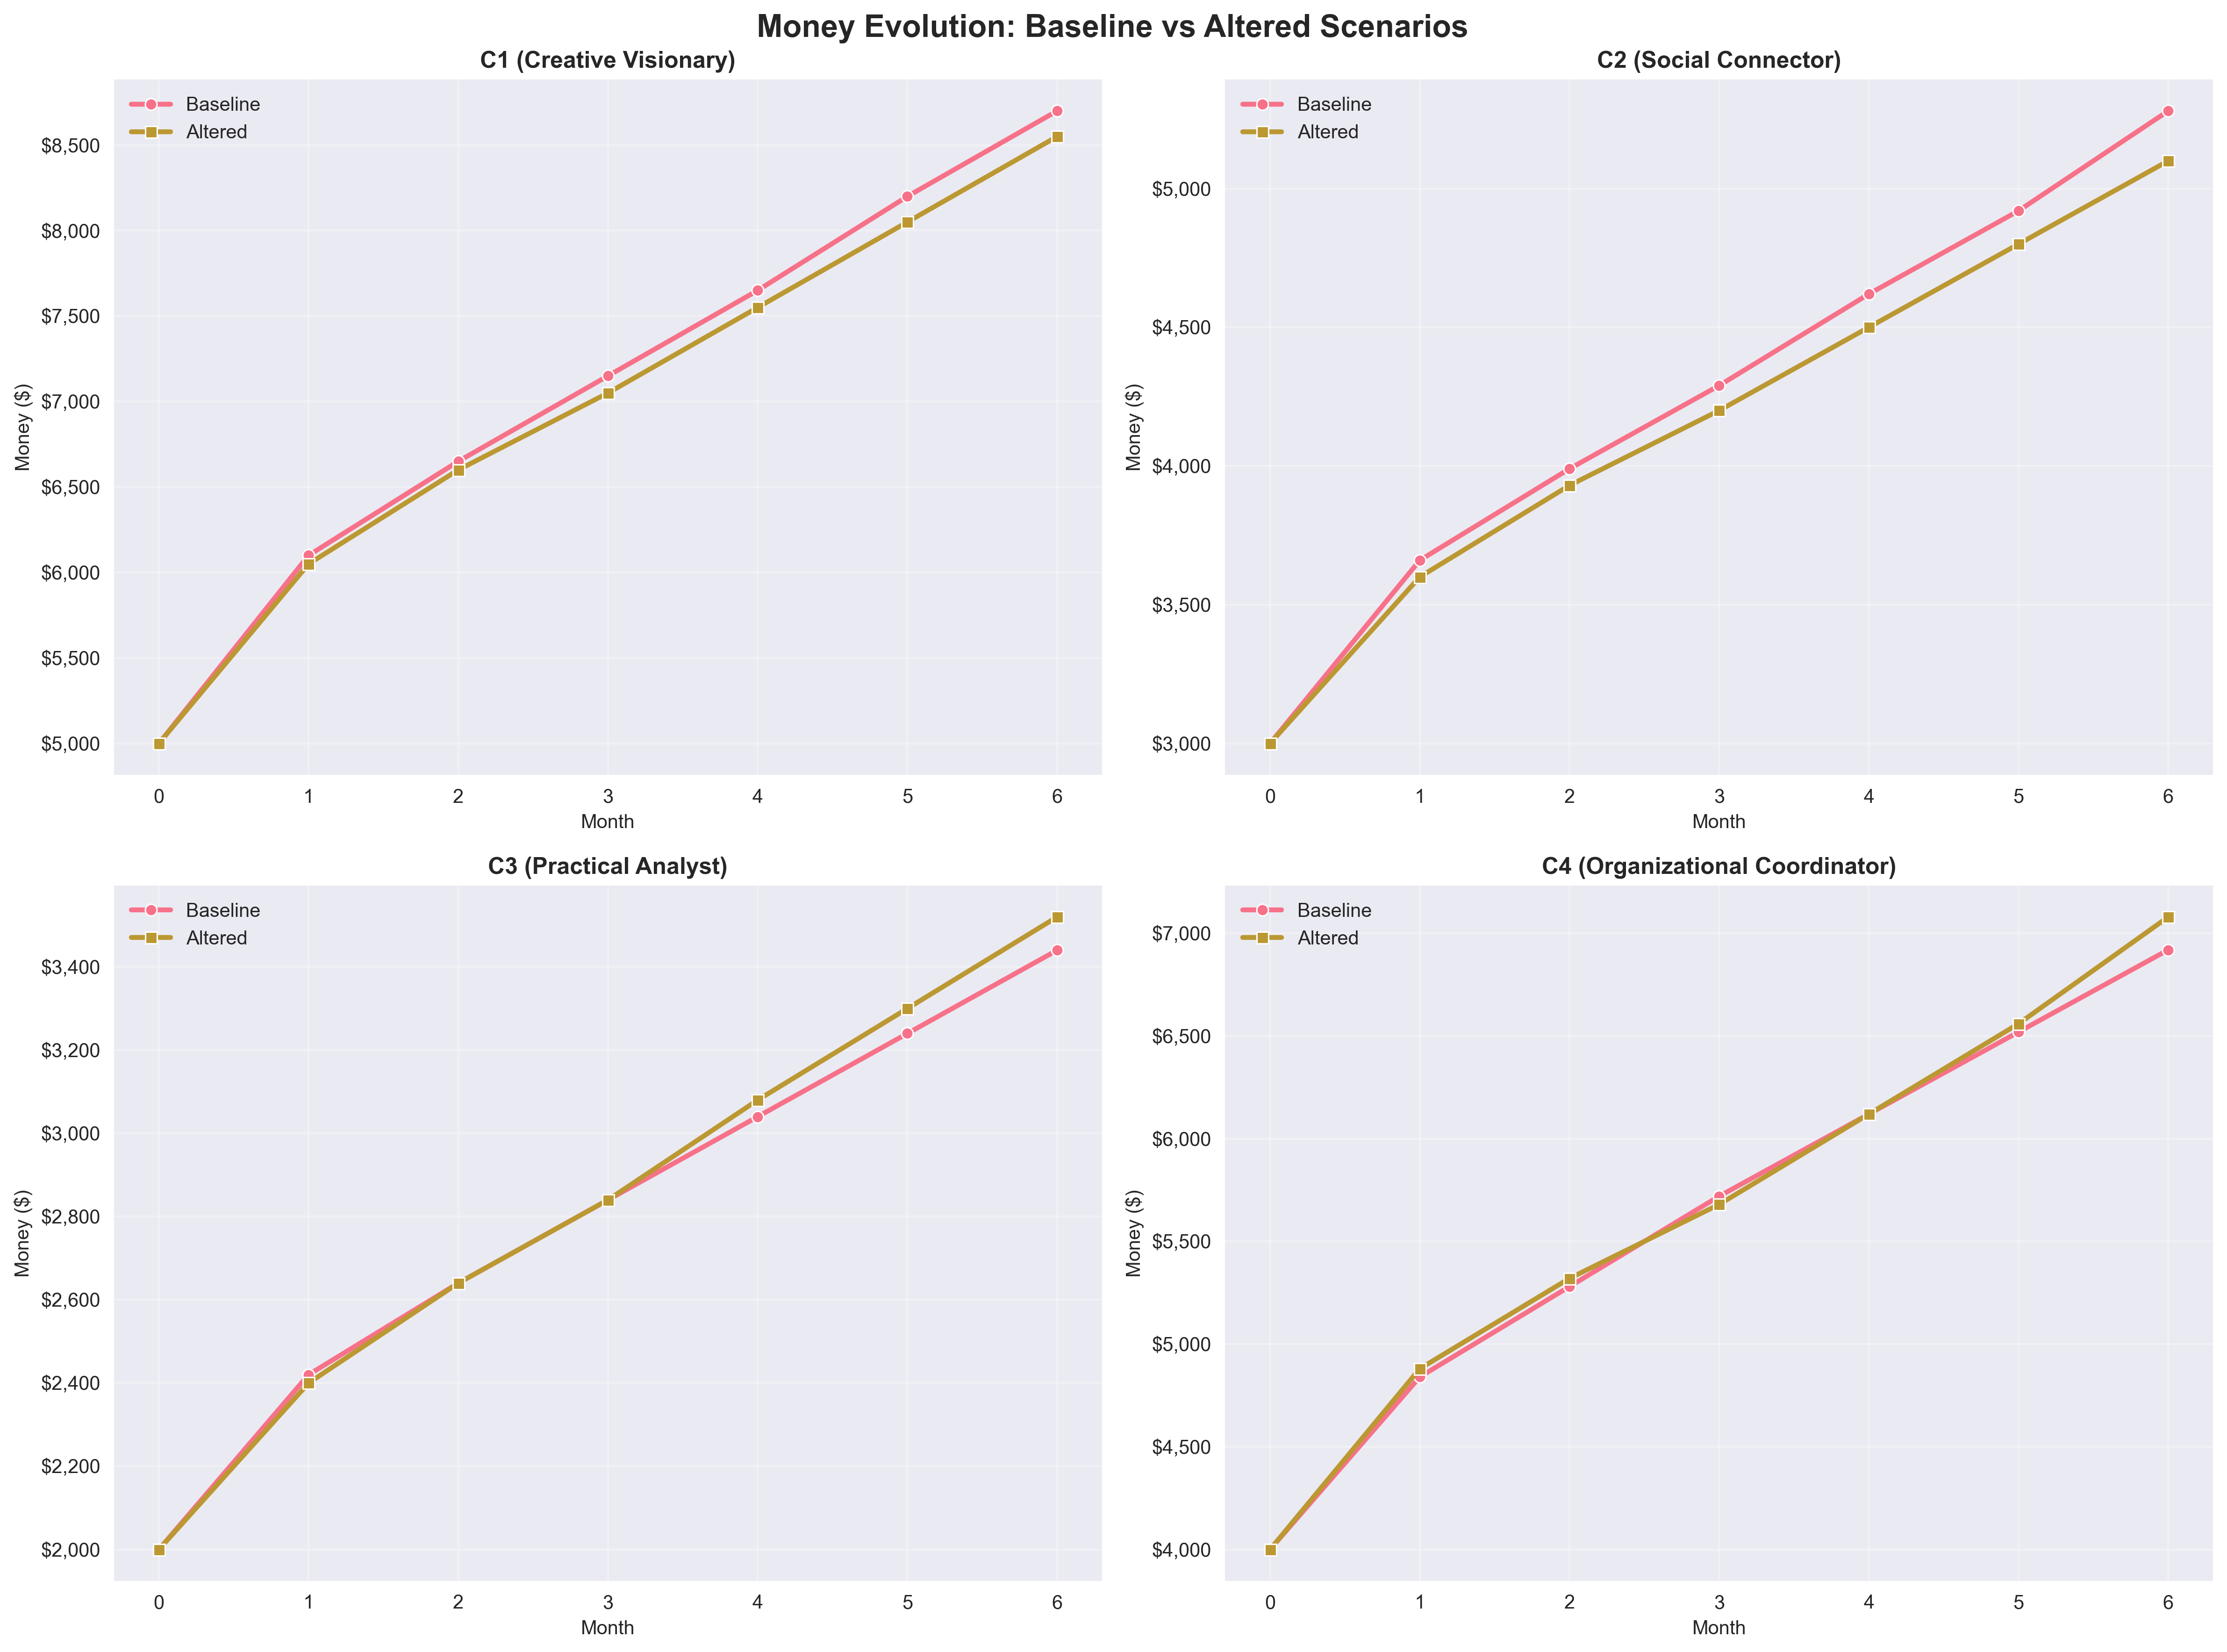 Money Evolution: Baseline vs Altered Scenarios
C1 (Creative Visionary)
Baseline
Altered
$8,500
$8,000
$7,500
$7,000
$6,500
$6,000
$5,500
$5,000
Money ($)
0 1 2 3 4 5 6
Month
C2 (Social Connector)
Baseline
Altered
$5,000
$4,500
$4,000
$3,500
$3,000
Money ($)
0 1 2 3 4 5 6
Month
C3 (Practical Analyst)
Baseline
Altered
$3,400
$3,200
$3,000
$2,800
$2,600
$2,400
$2,200
$2,000
Money ($)
0 1 2 3 4 5 6
Month
C4 (Organizational Coordinator)
Baseline
Altered
$7,000
$6,500
$6,000
$5,500
$5,000
$4,500
$4,000
Money ($)
0 1 2 3 4 5 6
Month